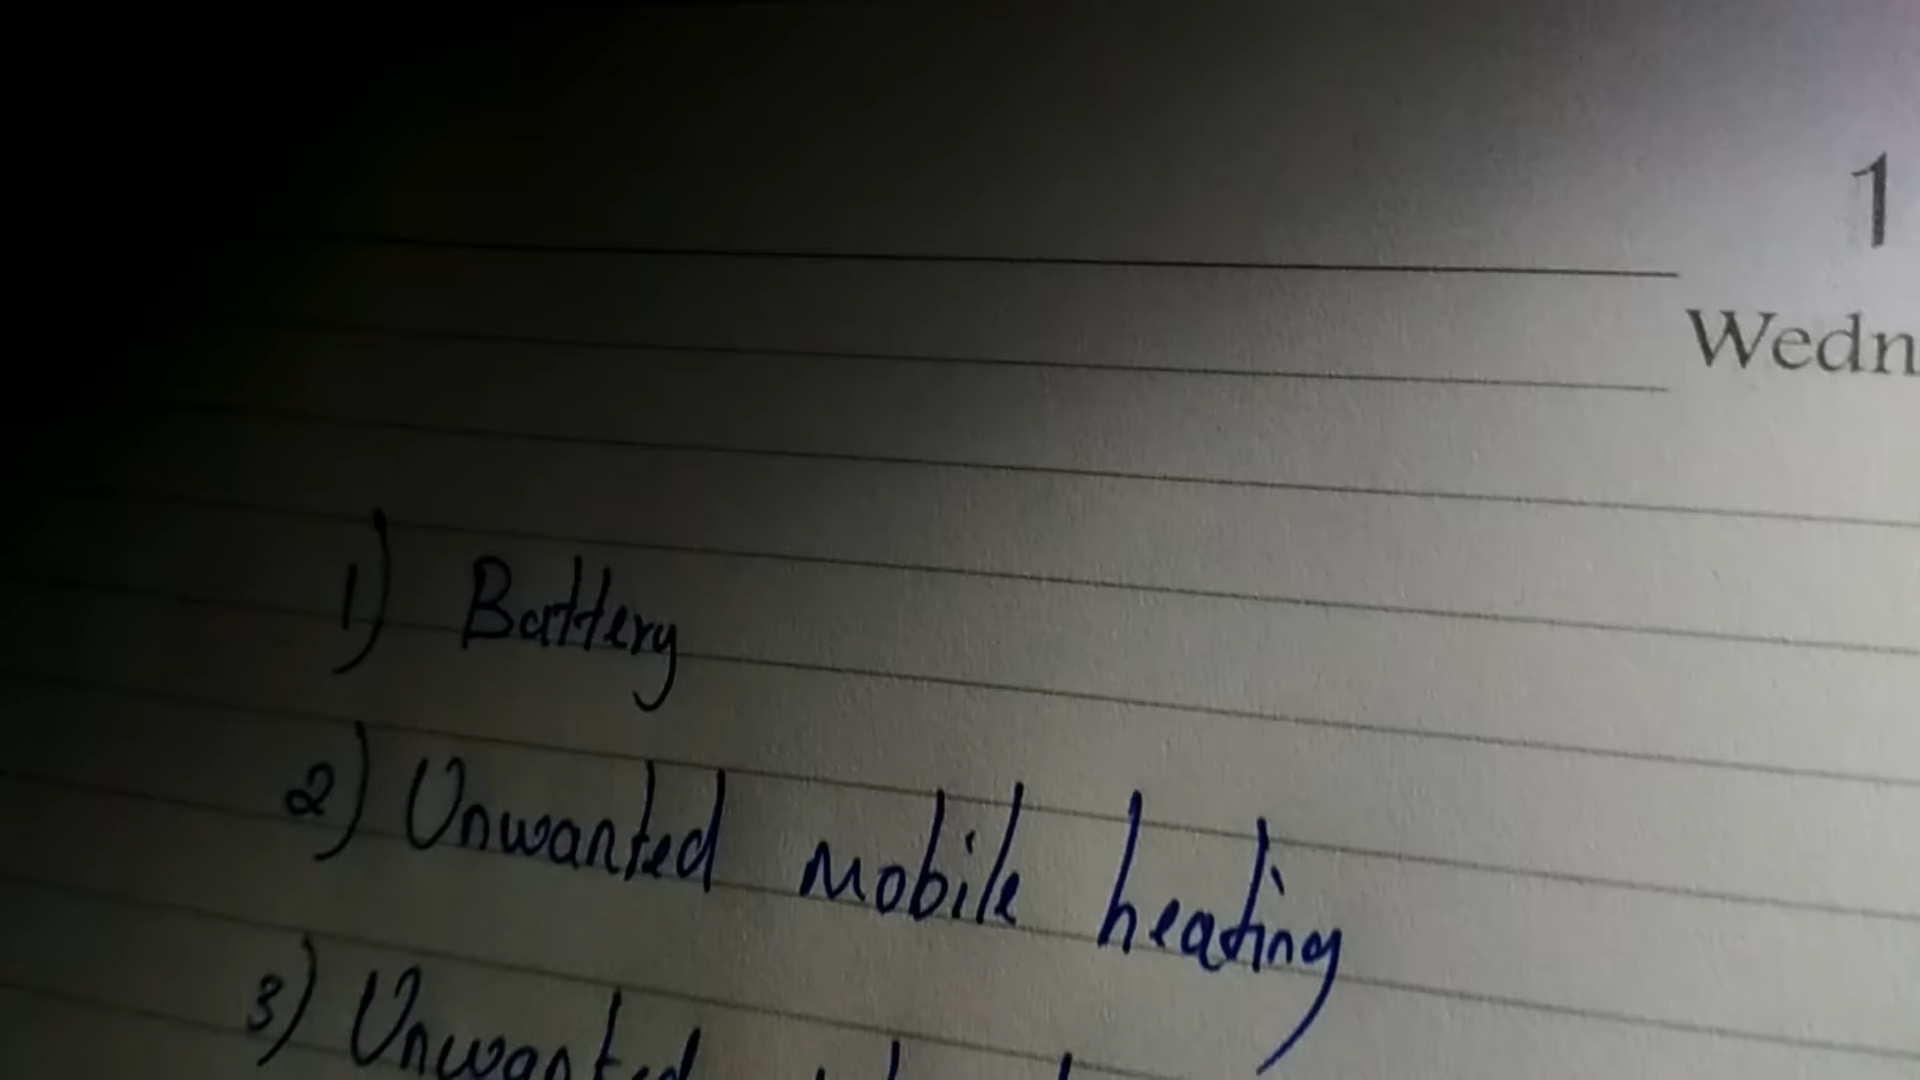 1
Wedn
1) Battery
2) Unwanted mobile heating
3) Unwanted